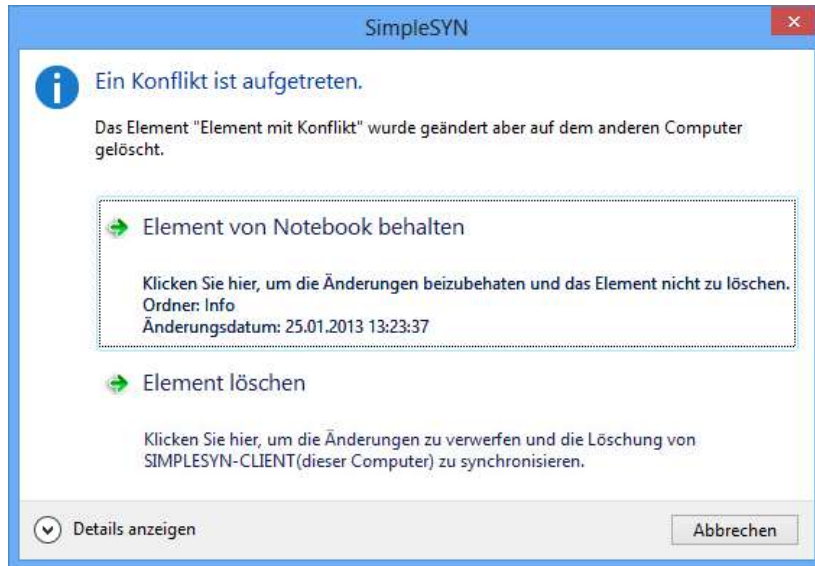 SimpleSYN
Ein Konflikt ist aufgetreten.
Das Element "Element mit Konflikt" wurde geändert aber auf dem anderen Computer
gelöscht.
Element von Notebook behalten
Klicken Sie hier, um die Änderungen beizubehaten und das Element nicht zu löschen.
Ordner: Info
Änderungsdatum: 25.01.2013 13:23:37
Element löschen
Klicken Sie hier, um die Änderungen zu verwerfen und die Löschung von
SIMPLESYN-CLIENT(dieser Computer) zu synchronisieren.
Details anzeigen
Abbrechen